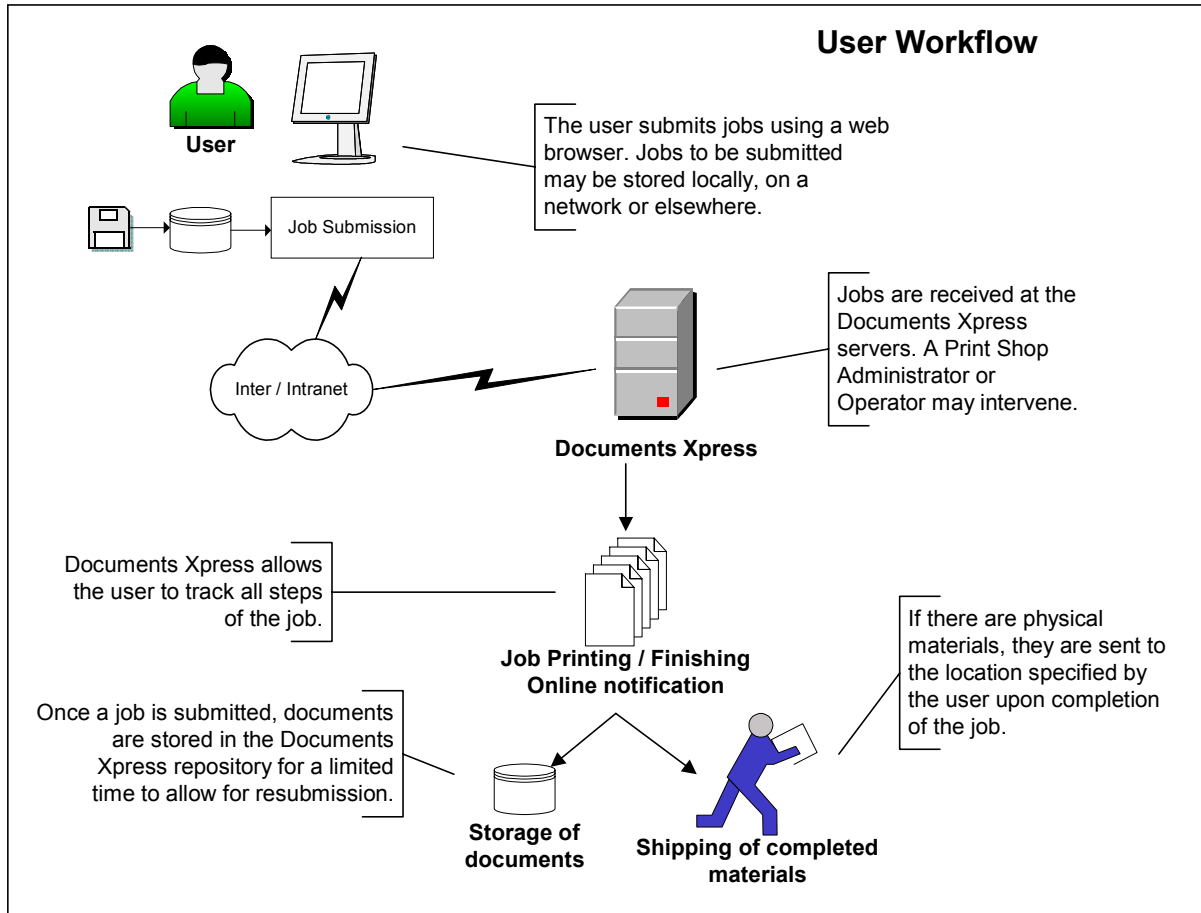 User Workflow
User
The user submits jobs using a web
browser. Jobs to be submitted
may be stored locally, on a
network or elsewhere.
Job Submission
Inter / Intranet
Jobs are received at the
Documents Xpress
servers. A Print Shop
Administrator or
Operator may intervene.
Documents Xpress
Documents Xpress allows
the user to track all steps
of the job.
Job Printing / Finishing
Online notification
If there are physical
materials, they are sent to
the location specified by
the user upon completion
of the job.
Once a job is submitted, documents
are stored in the Documents
Xpress repository for a limited
time to allow for resubmission.
Storage of
documents
Shipping of completed
materials